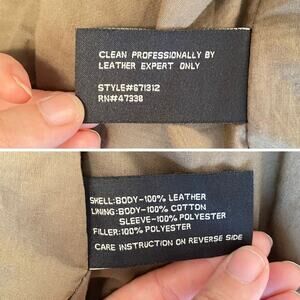 CLEAN PROFESSIONALLY BY
LEATHER EXPERT ONLY
STYLE#671312
RN#47338
SHELL:BODY-100% LEATHER
LINING:BODY-100% COTTON
SLEEVE-100% POLYESTER
FILLER:100% POLYESTER
CARE INSTRUCTION ON REVERSE SIDE